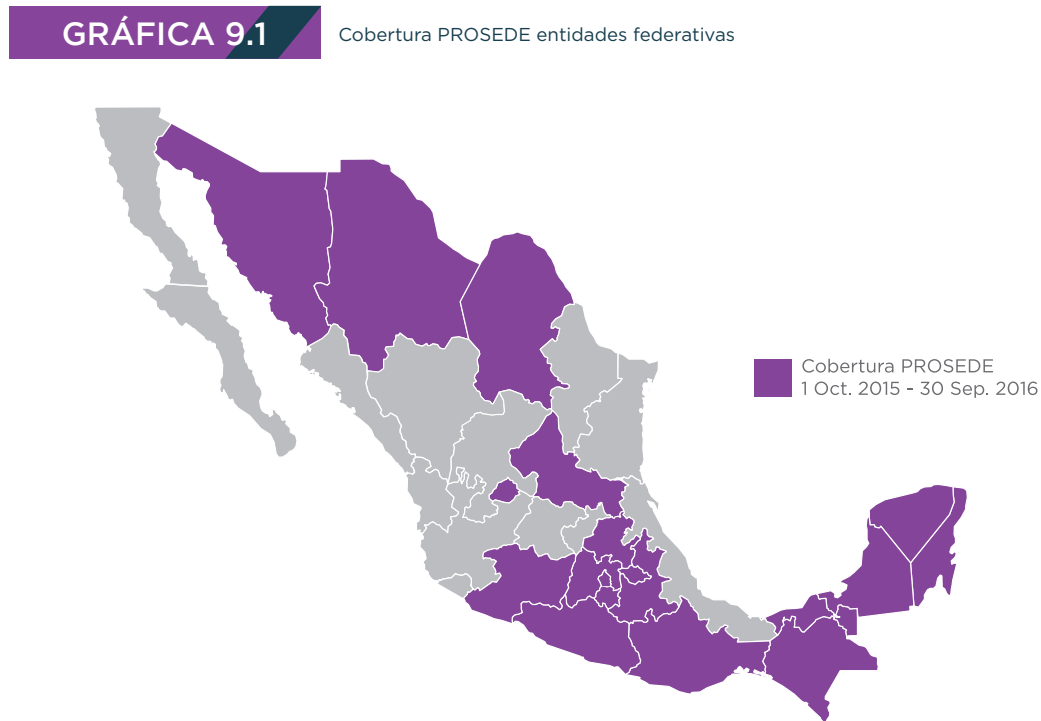 GRÁFICA 9.1
Cobertura PROSEDE entidades federativas
Cobertura PROSEDE
1 Oct. 2015 - 30 Sep. 2016